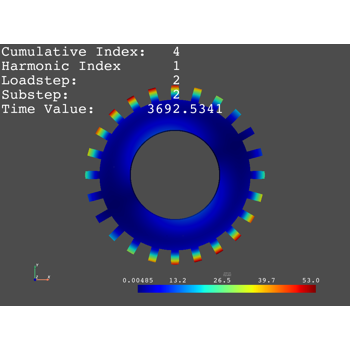 Cumulative Index: 4
Harmonic Index 1
Loadstep: 2
Substep: 2
Time Value: 3692.5341
0.00485 13.2 26.5 39.7 53.0